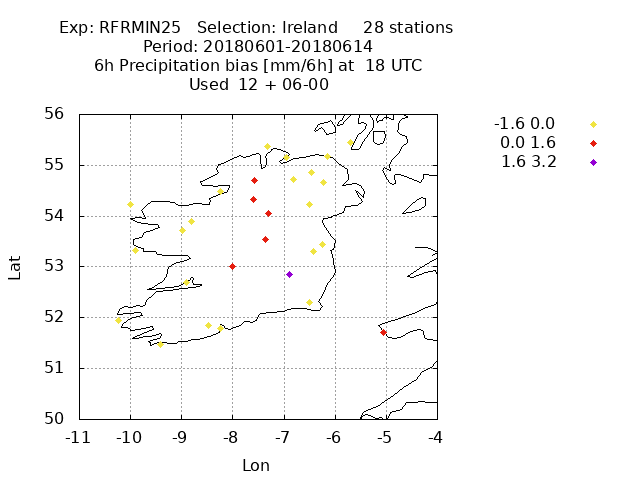 Exp: RFRMIN25 Selection: Ireland 28 stations
Period: 20180601-20180614
6h Precipitation bias [mm/6h] at 18 UTC
Used 12 + 06-00
-1.6 0.0
0.0 1.6
1.6 3.2
56
55
54
53
52
51
50
Lat
-11 -10 -9 -8 -7 -6 -5 -4
Lon